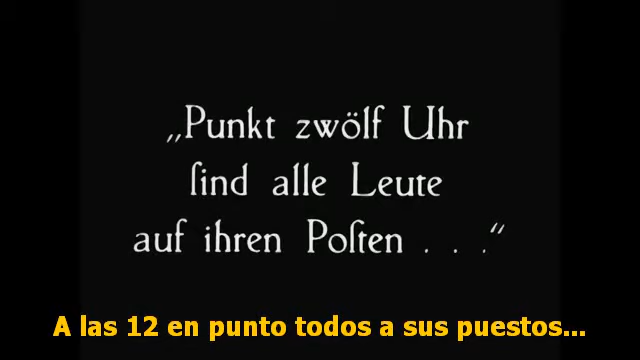 „Punkt zwölf Uhr
ſind alle Leute
auf ihren Poſten . . .“
A las 12 en punto todos a sus puestos...